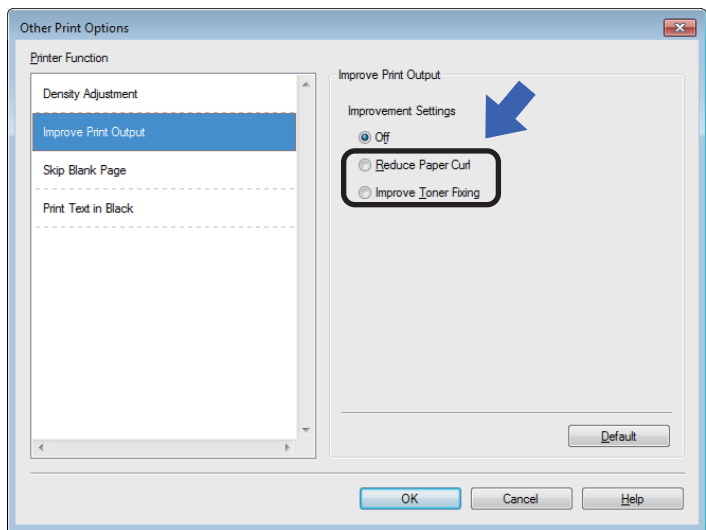 Other Print Options
Printer Function
Density Adjustment
Improve Print Output
Skip Blank Page
Print Text in Black
Improve Print Output
Improvement Settings
Off
Reduce Paper Curl
Improve Toner Fixing
Default
OK
Cancel
Help